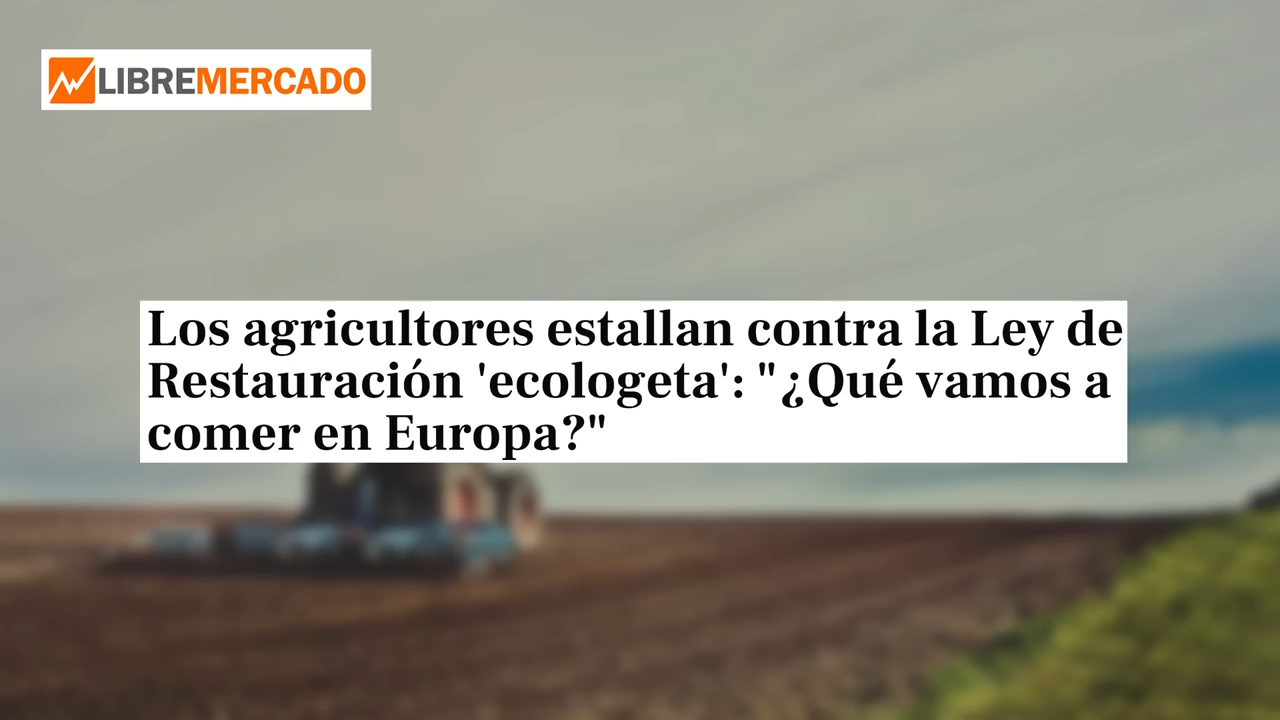 LIBREMERCADO
Los agricultores estallan contra la Ley de
Restauración 'ecologeta': "¿Qué vamos a
comer en Europa?"